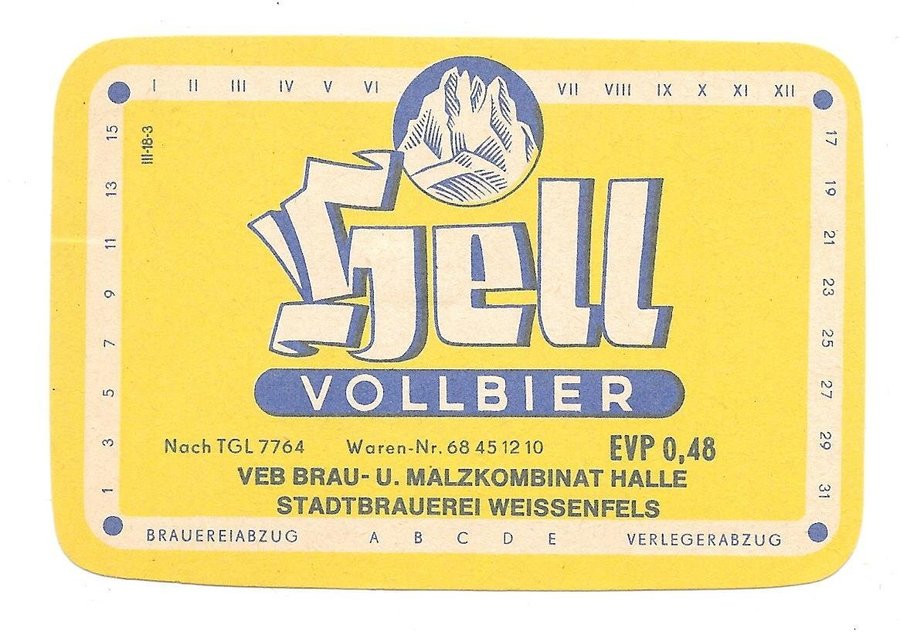 I II III IV V VI VII VIII IX X XI XII
15 13 11 9 7 5 3 1
III-18-3
17 19 21 23 25 27 29 31
Hell
VOLLBIER
Nach TGL 7764 Waren-Nr. 68 45 12 10 EVP 0,48
VEB BRAU- U. MALZKOMBINAT HALLE
STADTBRAUEREI WEISSENFELS
BRAUEREIABZUG A B C D E VERLEGERABZUG